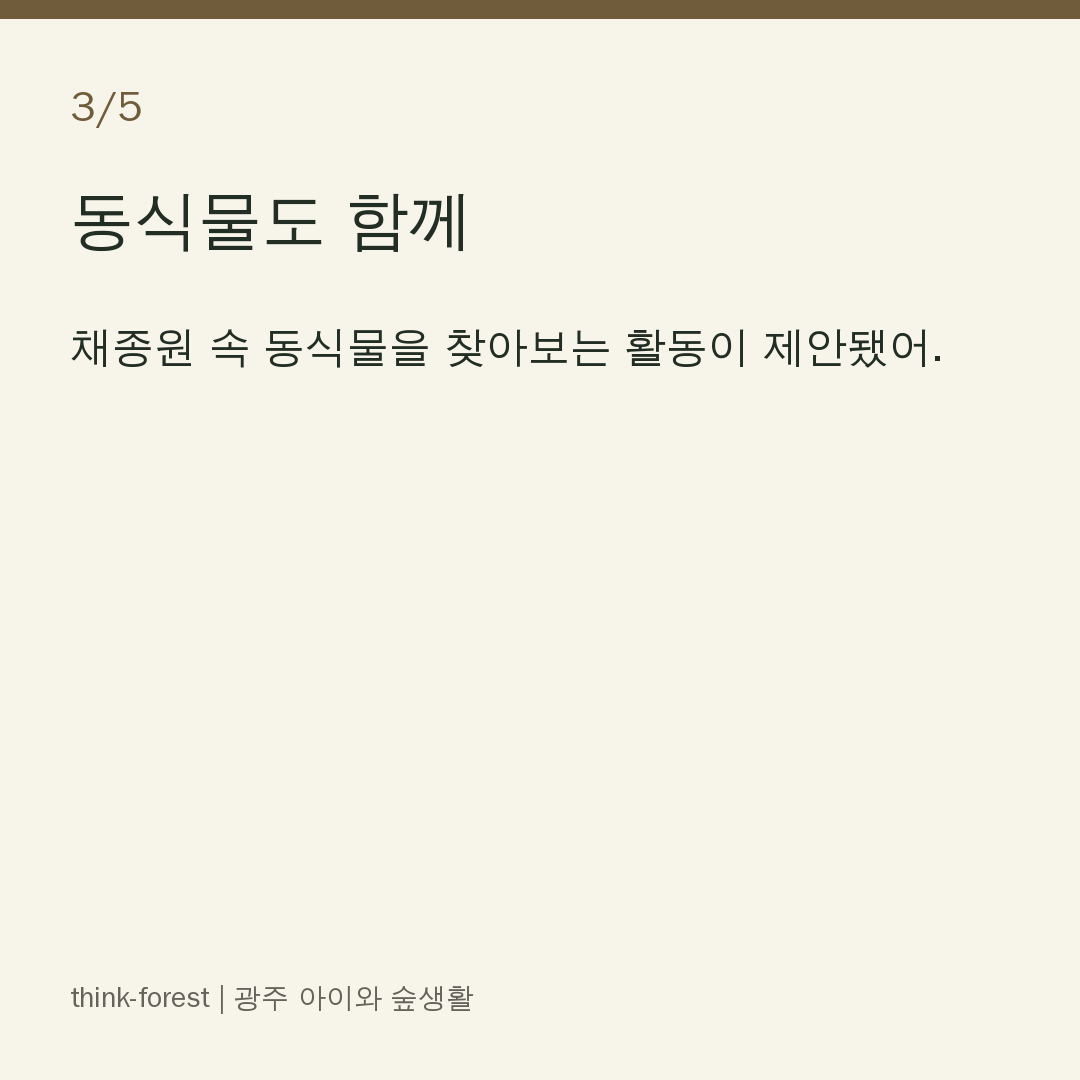 3/5
동식물도 함께
채종원 속 동식물을 찾아보는 활동이 제안됐어.
think-forest | 광주 아이와 숲생활